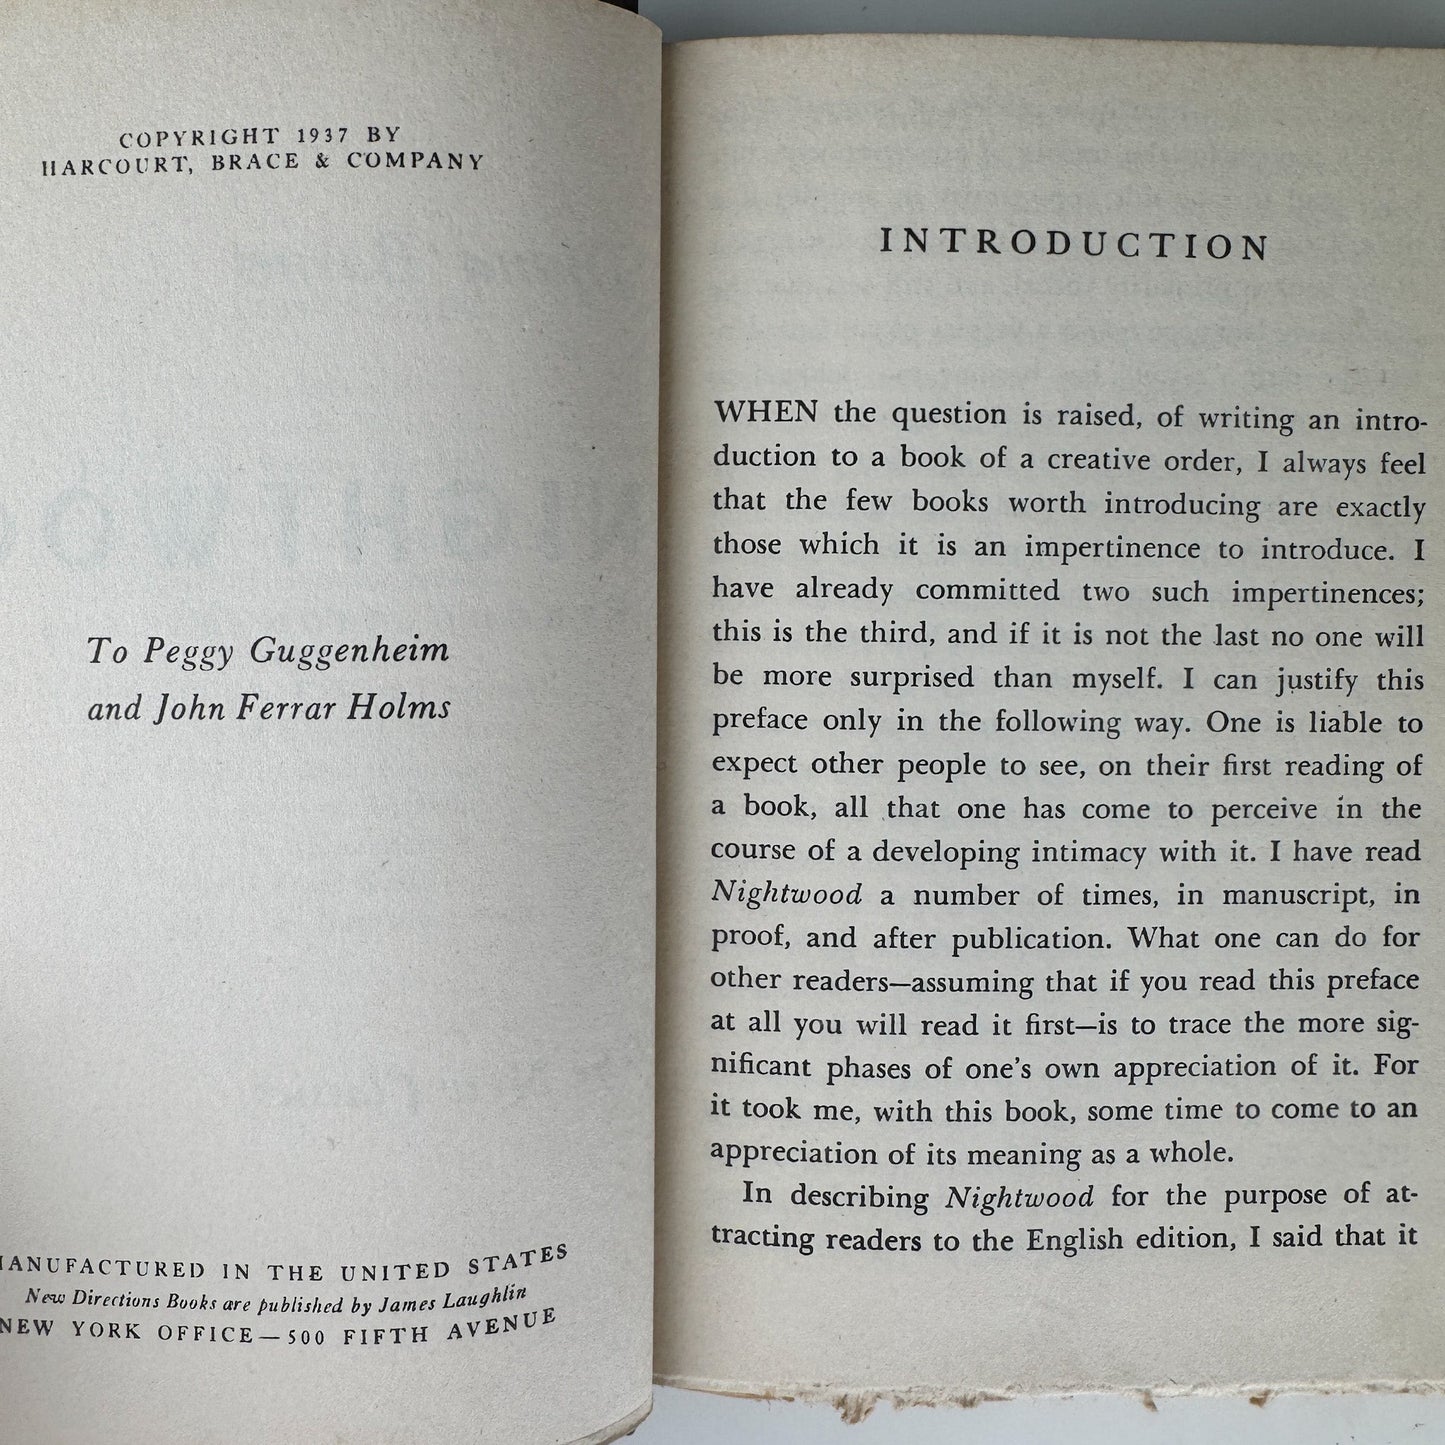 COPYRIGHT 1937 BY
HARCOURT, BRACE & COMPANY
To Peggy Guggenheim
and John Ferrar Holms
MANUFACTURED IN THE UNITED STATES
New Directions Books are published by James Laughlin
NEW YORK OFFICE—500 FIFTH AVENUE
INTRODUCTION
WHEN the question is raised, of writing an intro-
duction to a book of a creative order, I always feel
that the few books worth introducing are exactly
those which it is an impertinence to introduce. I
have already committed two such impertinences;
this is the third, and if it is not the last no one will
be more surprised than myself. I can justify this
preface only in the following way. One is liable to
expect other people to see, on their first reading of
a book, all that one has come to perceive in the
course of a developing intimacy with it. I have read
Nightwood a number of times, in manuscript, in
proof, and after publication. What one can do for
other readers—assuming that if you read this preface
at all you will read it first—is to trace the more sig-
nificant phases of one's own appreciation of it. For
it took me, with this book, some time to come to an
appreciation of its meaning as a whole.
In describing Nightwood for the purpose of at-
tracting readers to the English edition, I said that it